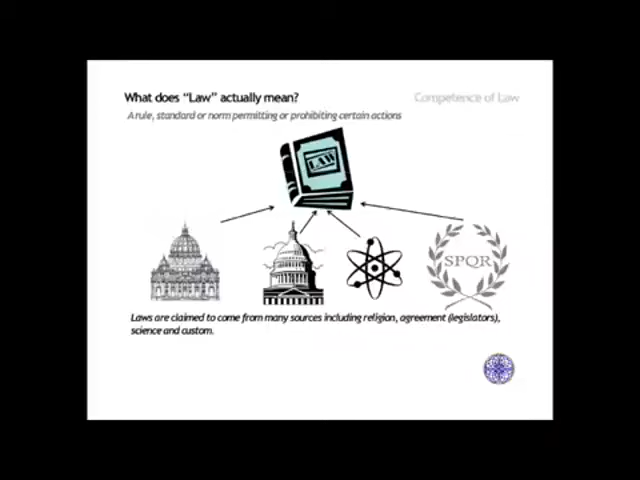 What does “Law” actually mean?
Competence of Law
A rule, standard or norm permitting or prohibiting certain actions
LAW
SPQR
Laws are claimed to come from many sources including religion, agreement (legislators),
science and custom.